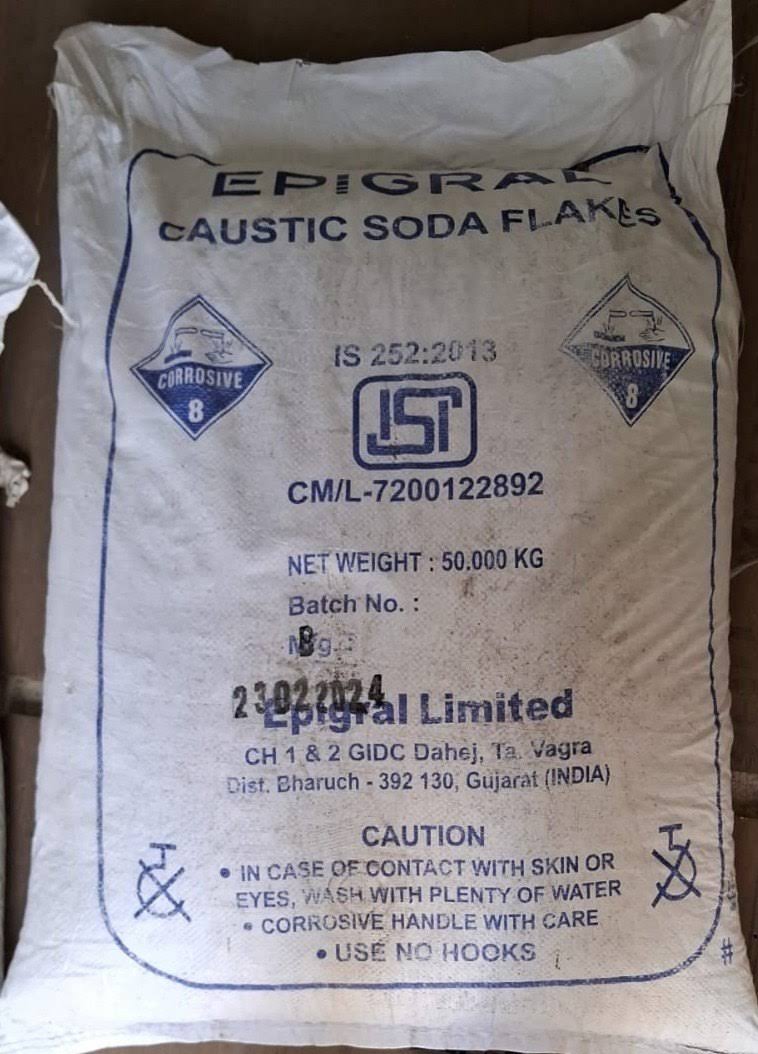 EPIGRAL
CAUSTIC SODA FLAKES
CORROSIVE
8
IS 252:2013
CORROSIVE
8
ISI
CM/L-7200122892
NET WEIGHT : 50.000 KG
Batch No. :
B
Mfg. :
23022024
Epigral Limited
CH 1 & 2 GIDC Dahej, Ta. Vagra
Dist. Bharuch - 392 130, Gujarat (INDIA)
CAUTION
• IN CASE OF CONTACT WITH SKIN OR
EYES, WASH WITH PLENTY OF WATER
• CORROSIVE HANDLE WITH CARE
• USE NO HOOKS
#